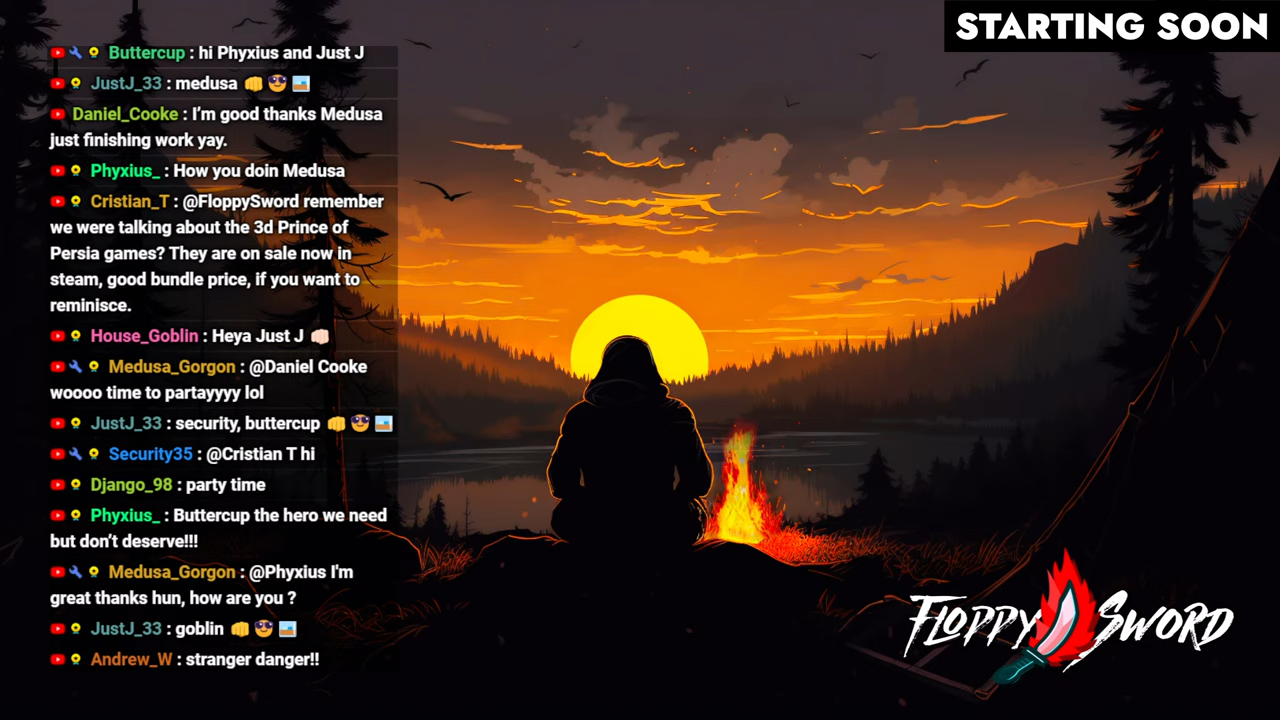 STARTING SOON
Buttercup : hi Phyxius and Just J
JustJ_33 : medusa
Daniel_Cooke : I’m good thanks Medusa
just finishing work yay.
Phyxius_ : How you doin Medusa
Cristian_T : @FloppySword remember
we were talking about the 3d Prince of
Persia games? They are on sale now in
steam, good bundle price, if you want to
reminisce.
House_Goblin : Heya Just J
Medusa_Gorgon : @Daniel Cooke
woooo time to partayyyy lol
JustJ_33 : security, buttercup
Security35 : @Cristian T hi
Django_98 : party time
Phyxius_ : Buttercup the hero we need
but don’t deserve!!!
Medusa_Gorgon : @Phyxius I'm
great thanks hun, how are you ?
JustJ_33 : goblin
Andrew_W : stranger danger!!
FLOPPY SWORD